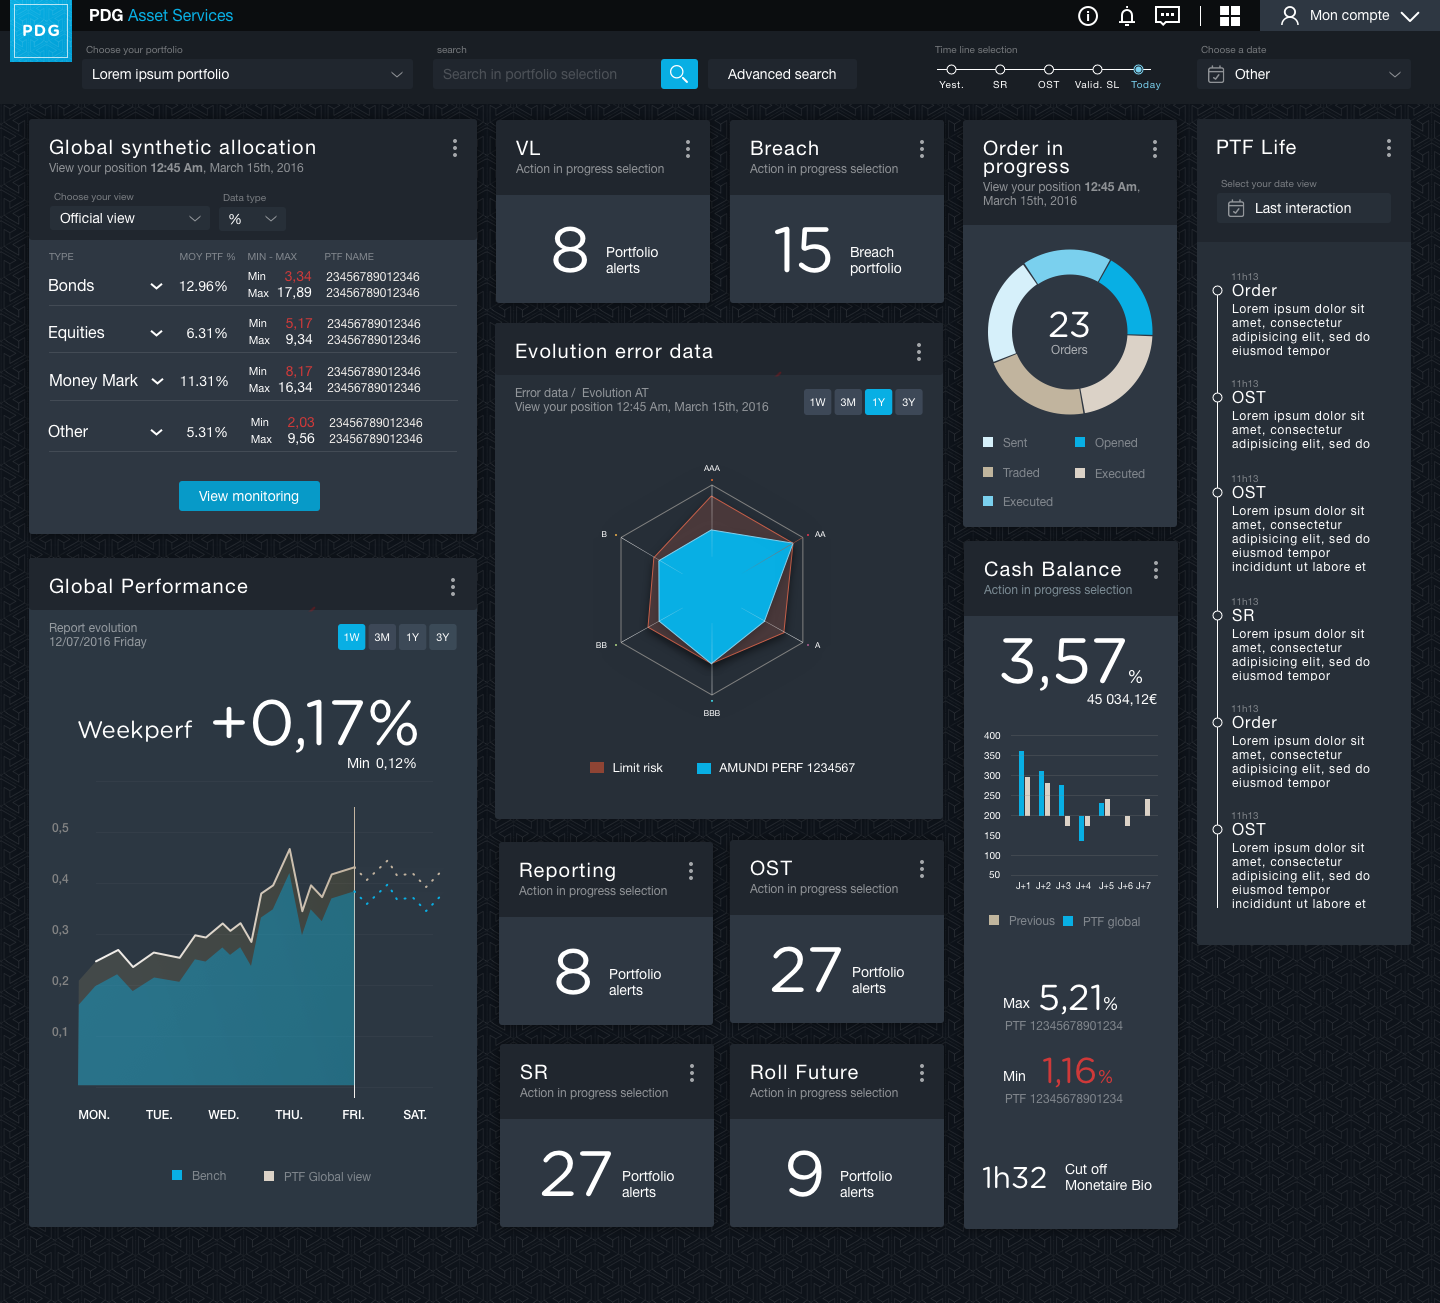 PDG
PDG Asset Services
Mon compte
Choose your portfolio
Lorem ipsum portfolio
search
Search in portfolio selection
Advanced search
Time line selection
Yest. SR OST Valid. SL Today
Choose a date
Other
Global synthetic allocation
View your position 12:45 Am, March 15th, 2016
Choose your view
Official view
Data type
%
TYPE MOY PTF % MIN - MAX PTF NAME
Bonds 12.96%
Min 3,34 23456789012346
Max 17,89 23456789012346
Equities 6.31%
Min 5,17 23456789012346
Max 9,34 23456789012346
Money Mark 11.31%
Min 8,17 23456789012346
Max 16,34 23456789012346
Other 5.31%
Min 2,03 23456789012346
Max 9,56 23456789012346
View monitoring
Global Performance
Report evolution
12/07/2016 Friday
1W 3M 1Y 3Y
Weekperf +0,17%
Min 0,12%
0,5
0,4
0,3
0,2
0,1
MON. TUE. WED. THU. FRI. SAT.
Bench PTF Global view
VL
Action in progress selection
8
Portfolio
alerts
Breach
Action in progress selection
15
Breach
portfolio
Evolution error data
Error data / Evolution AT
View your position 12:45 Am, March 15th, 2016
1W 3M 1Y 3Y
AAA
B AA
BB A
BBB
Limit risk AMUNDI PERF 1234567
Reporting
Action in progress selection
8
Portfolio
alerts
OST
Action in progress selection
27
Portfolio
alerts
SR
Action in progress selection
27
Portfolio
alerts
Roll Future
Action in progress selection
9
Portfolio
alerts
Order in
progress
View your position 12:45 Am,
March 15th, 2016
23
Orders
Sent Opened
Traded Executed
Executed
Cash Balance
Action in progress selection
3,57 %
45 034,12€
400
350
300
250
200
150
100
50
J+1 J+2 J+3 J+4 J+5 J+6 J+7
Previous PTF global
Max 5,21%
PTF 12345678901234
Min 1,16%
PTF 12345678901234
1h32
Cut off
Monetaire Bio
PTF Life
Select your date view
Last interaction
11h13
Order
Lorem ipsum dolor sit
amet, consectetur
adipisicing elit, sed do
eiusmod tempor
11h13
OST
Lorem ipsum dolor sit
amet, consectetur
adipisicing elit, sed do
11h13
OST
Lorem ipsum dolor sit
amet, consectetur
adipisicing elit, sed do
eiusmod tempor
incididunt ut labore et
11h13
SR
Lorem ipsum dolor sit
amet, consectetur
adipisicing elit, sed do
eiusmod tempor
11h13
Order
Lorem ipsum dolor sit
amet, consectetur
adipisicing elit, sed do
eiusmod tempor
11h13
OST
Lorem ipsum dolor sit
amet, consectetur
adipisicing elit, sed do
eiusmod tempor
incididunt ut labore et